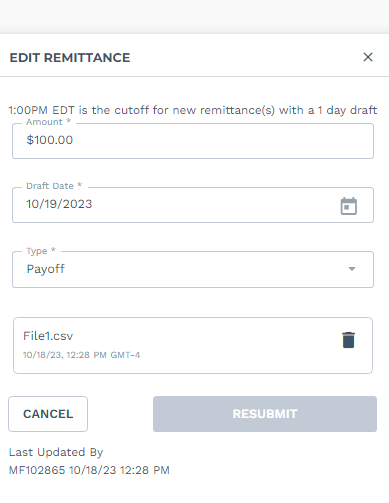 EDIT REMITTANCE
1:00PM EDT is the cutoff for new remittance(s) with a 1 day draft
Amount *
$100.00
Draft Date *
10/19/2023
Type *
Payoff
File1.csv
10/18/23, 12:28 PM GMT-4
CANCEL
RESUBMIT
Last Updated By
MF102865 10/18/23 12:28 PM